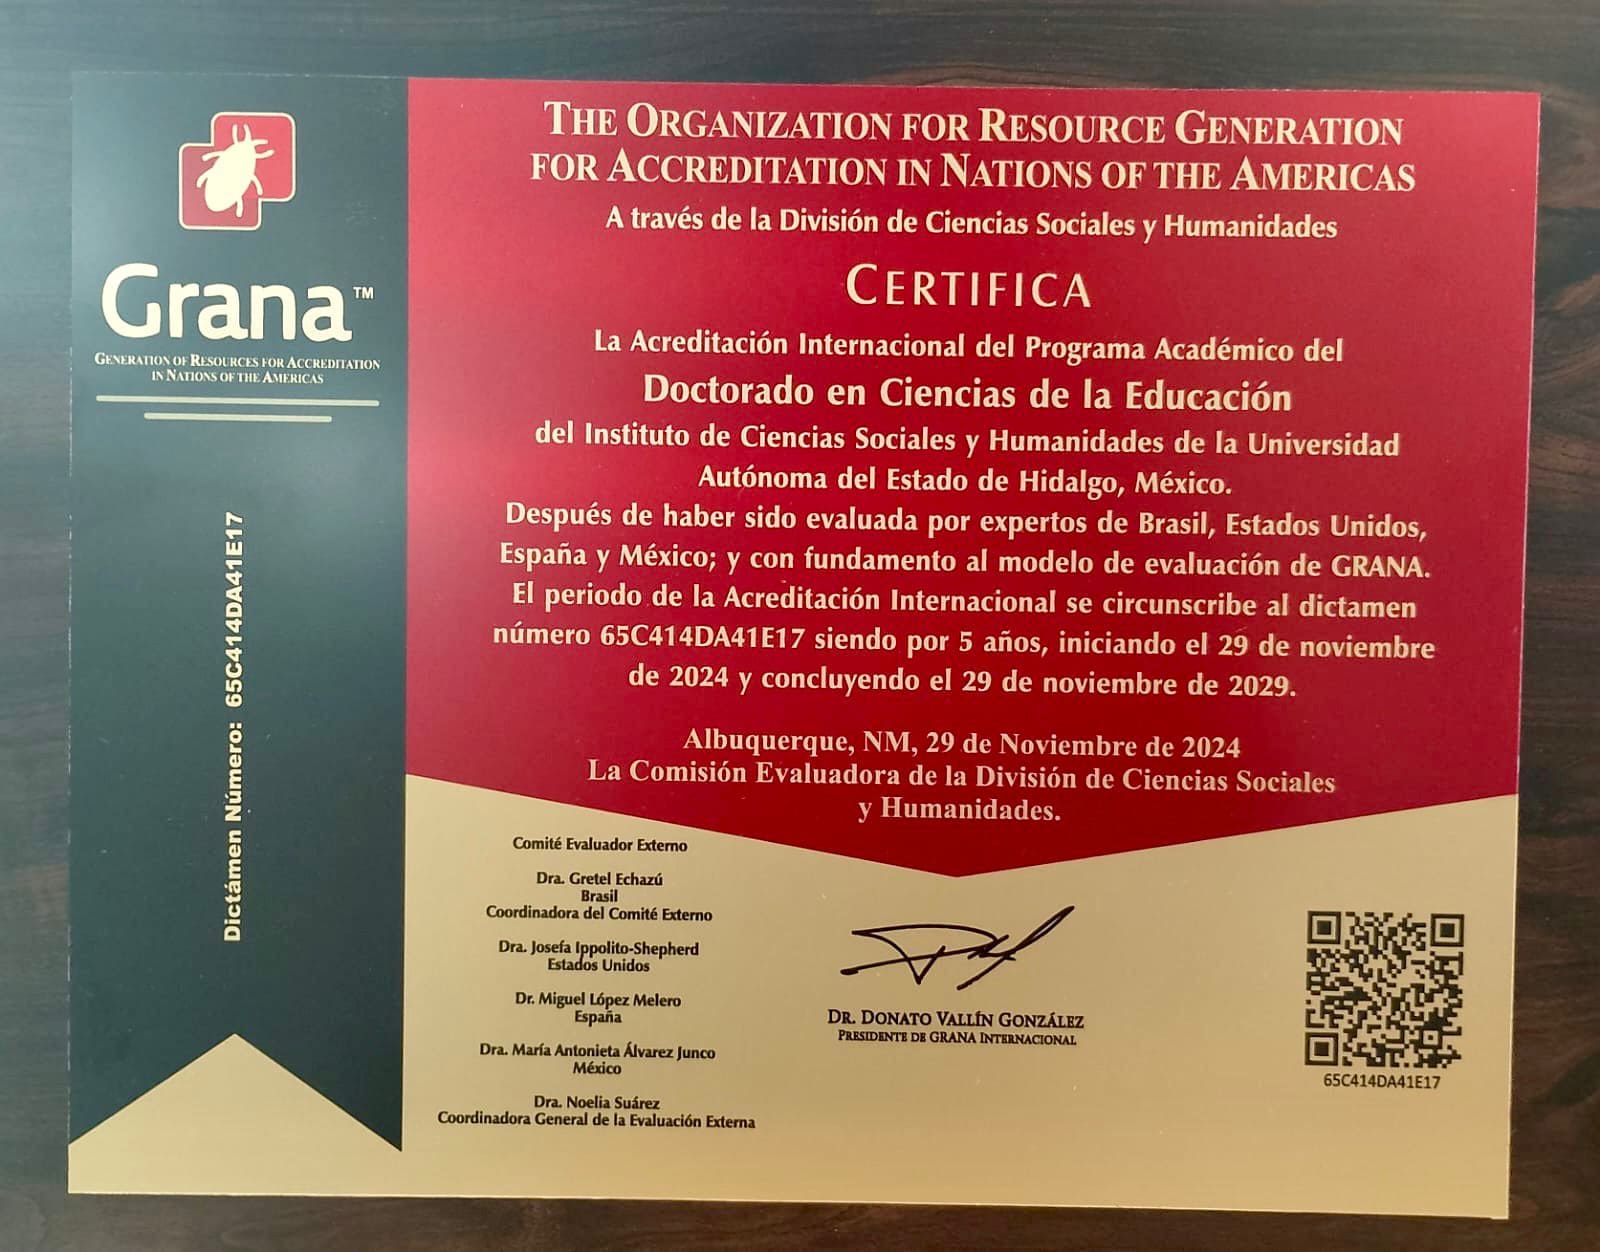 Grana™
GENERATION OF RESOURCES FOR ACCREDITATION
IN NATIONS OF THE AMERICAS
Dictámen Número: 65C414DA41E17
THE ORGANIZATION FOR RESOURCE GENERATION
FOR ACCREDITATION IN NATIONS OF THE AMERICAS
A través de la División de Ciencias Sociales y Humanidades
CERTIFICA
La Acreditación Internacional del Programa Académico del
Doctorado en Ciencias de la Educación
del Instituto de Ciencias Sociales y Humanidades de la Universidad
Autónoma del Estado de Hidalgo, México.
Después de haber sido evaluada por expertos de Brasil, Estados Unidos,
España y México; y con fundamento al modelo de evaluación de GRANA.
El periodo de la Acreditación Internacional se circunscribe al dictamen
número 65C414DA41E17 siendo por 5 años, iniciando el 29 de noviembre
de 2024 y concluyendo el 29 de noviembre de 2029.
Albuquerque, NM, 29 de Noviembre de 2024
La Comisión Evaluadora de la División de Ciencias Sociales
y Humanidades.
Comité Evaluador Externo
Dra. Gretel Echazú
Brasil
Coordinadora del Comité Externo
Dra. Josefa Ippolito-Shepherd
Estados Unidos
Dr. Miguel López Melero
España
Dra. María Antonieta Álvarez Junco
México
Dra. Noelia Suárez
Coordinadora General de la Evaluación Externa
DR. DONATO VALLÍN GONZÁLEZ
PRESIDENTE DE GRANA INTERNACIONAL
65C414DA41E17